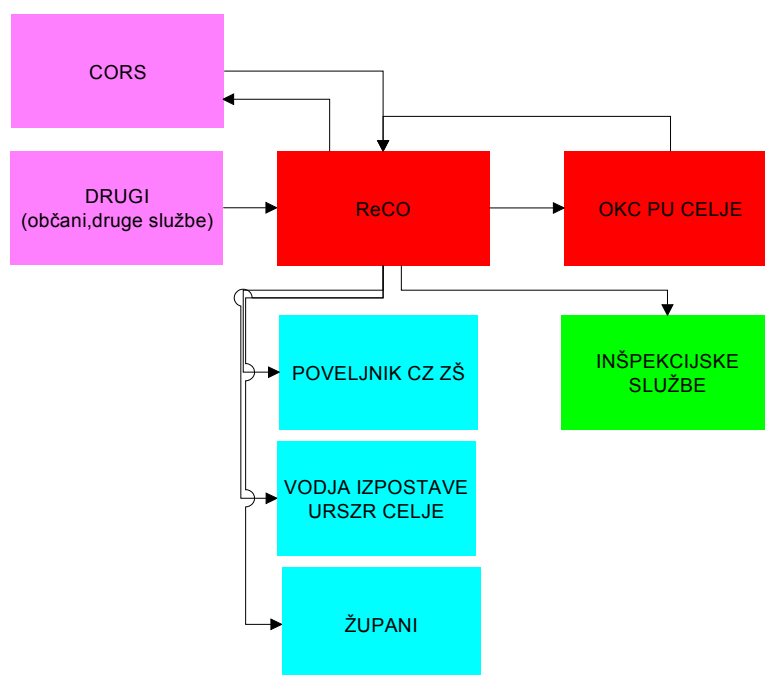 CORS
DRUGI
(občani,druge službe)
ReCO
OKC PU CELJE
POVELJNIK CZ ZŠ
INŠPEKCIJSKE
SLUŽBE
VODJA IZPOSTAVE
URSZR CELJE
ŽUPANI